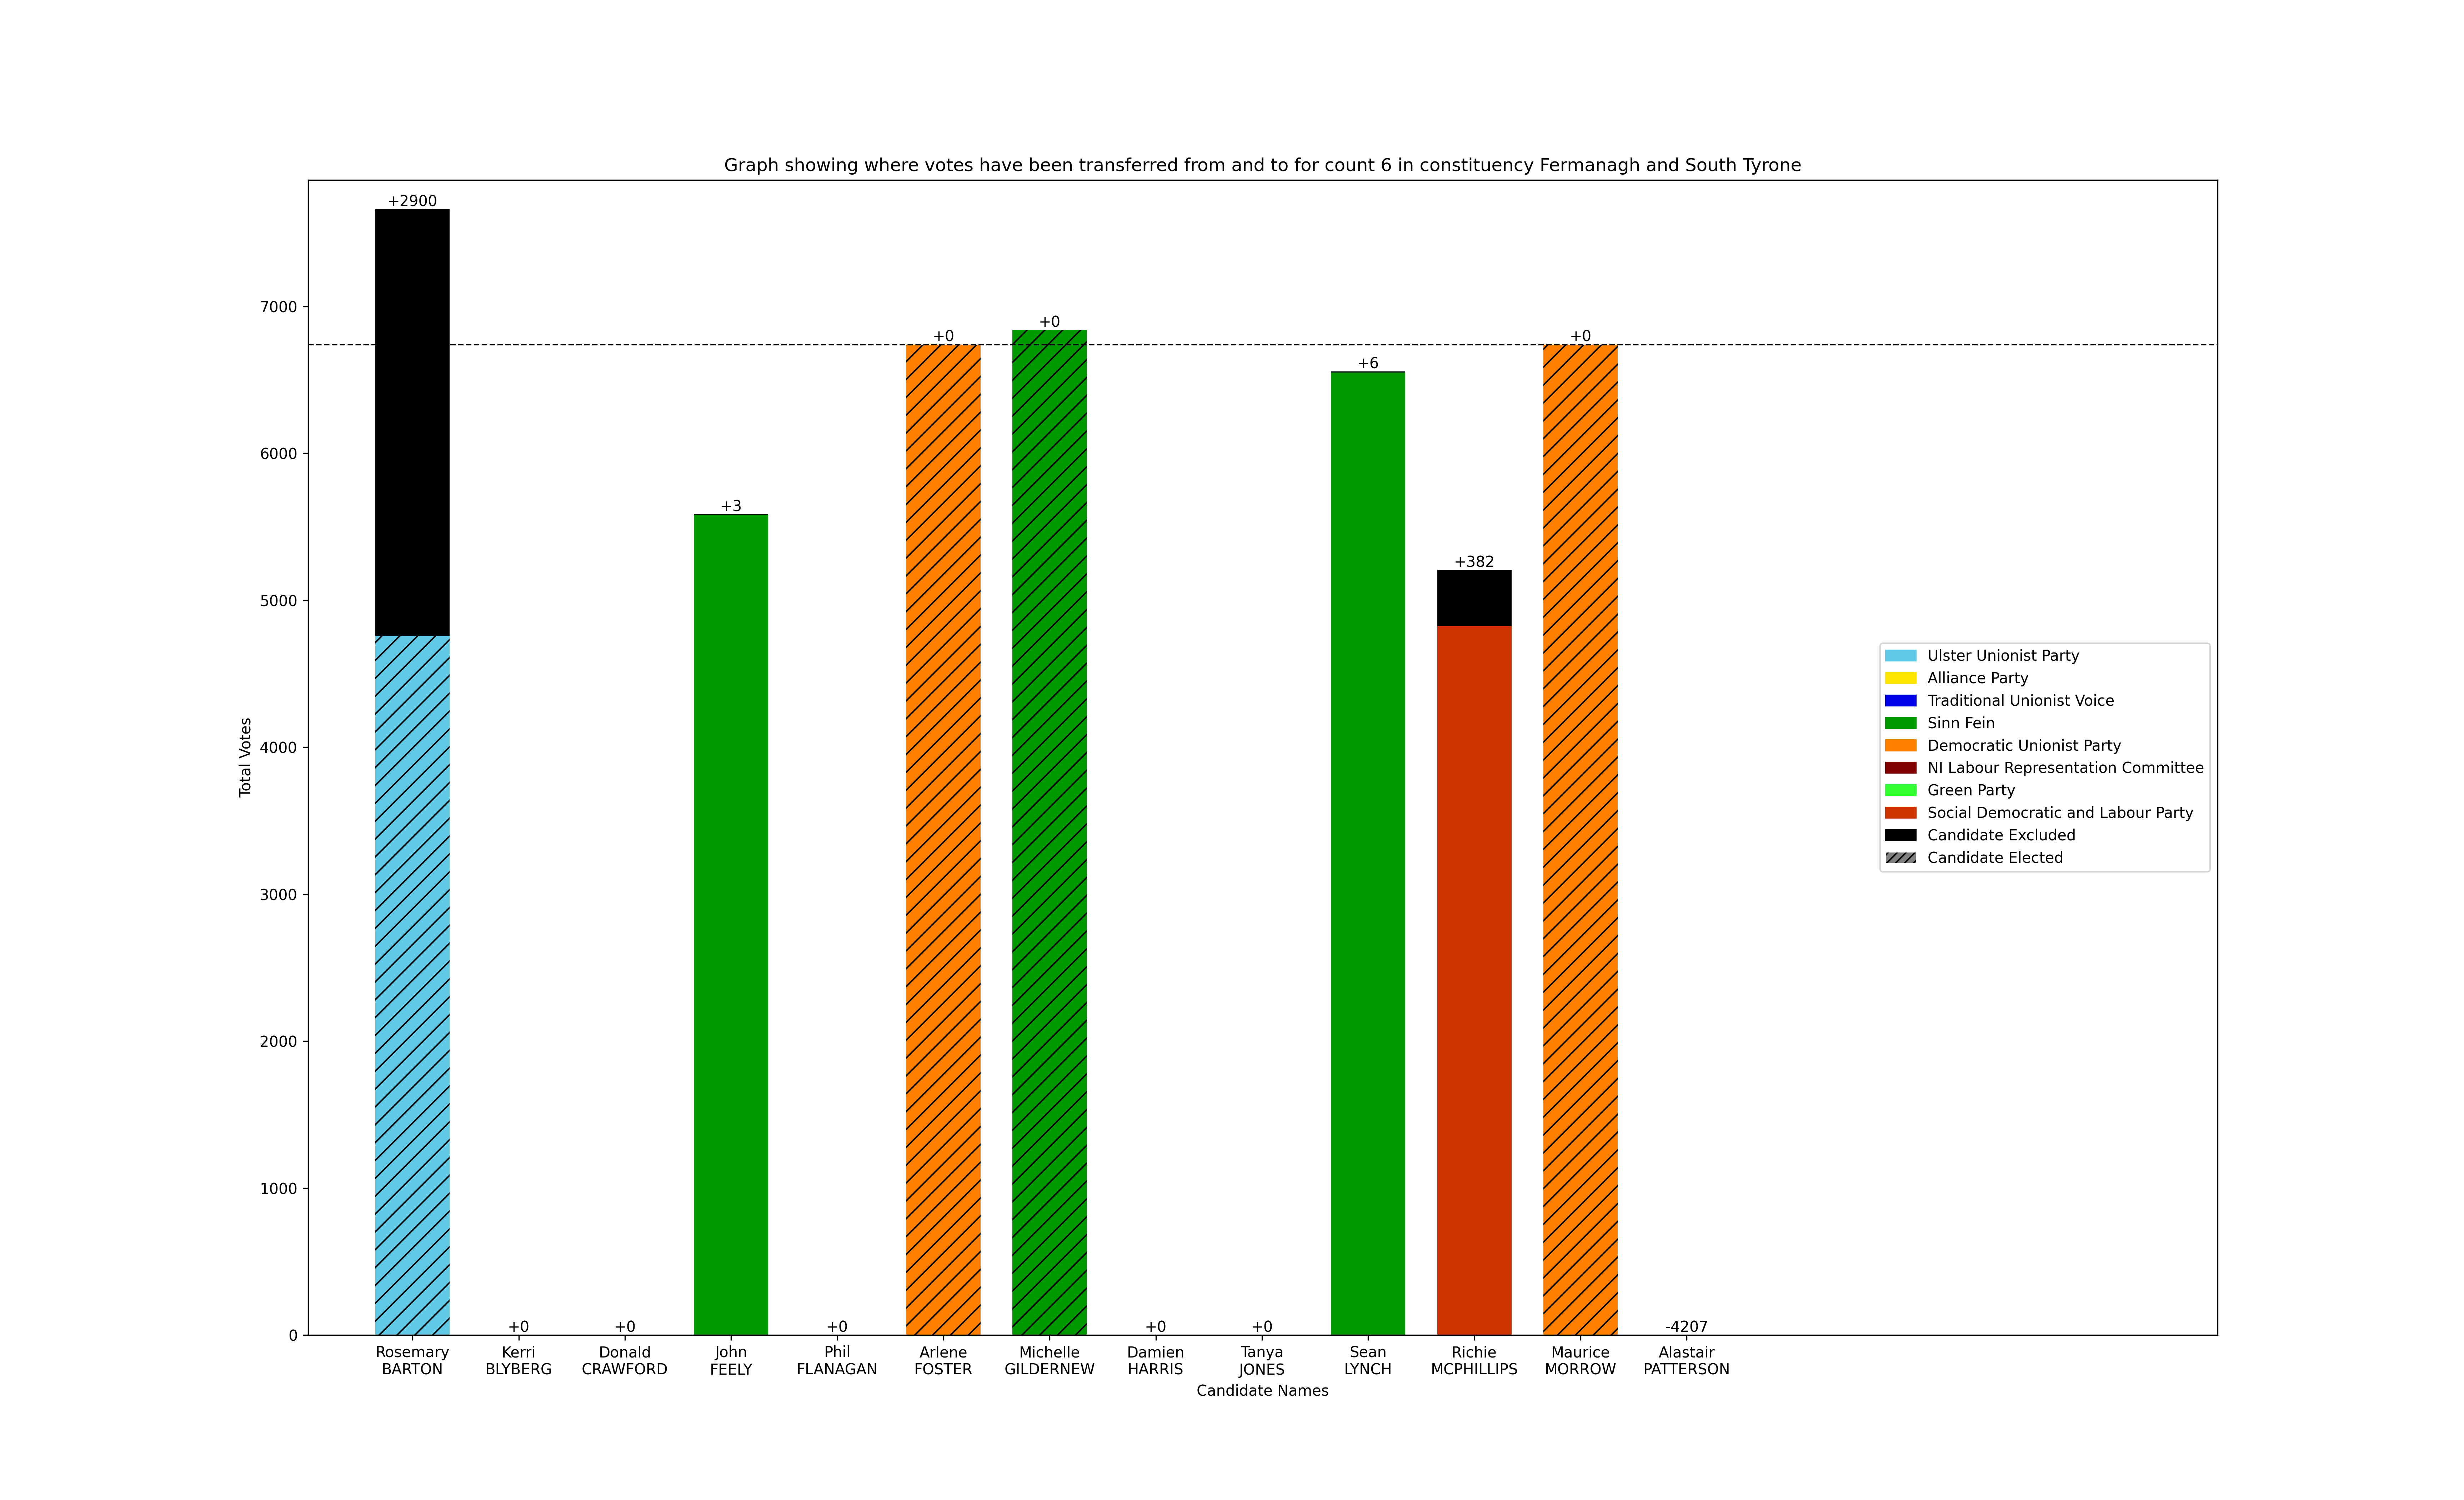 Graph showing where votes have been transferred from and to for count 6 in constituency Fermanagh and South Tyrone
Total Votes
7000
6000
5000
4000
3000
2000
1000
0
+2900
+0
+0
+3
+0
+0
+0
+0
+0
+6
+382
+0
-4207
Rosemary
BARTON
Kerri
BLYBERG
Donald
CRAWFORD
John
FEELY
Phil
FLANAGAN
Arlene
FOSTER
Michelle
GILDERNEW
Damien
HARRIS
Tanya
JONES
Sean
LYNCH
Richie
MCPHILLIPS
Maurice
MORROW
Alastair
PATTERSON
Candidate Names
Ulster Unionist Party
Alliance Party
Traditional Unionist Voice
Sinn Fein
Democratic Unionist Party
NI Labour Representation Committee
Green Party
Social Democratic and Labour Party
Candidate Excluded
Candidate Elected